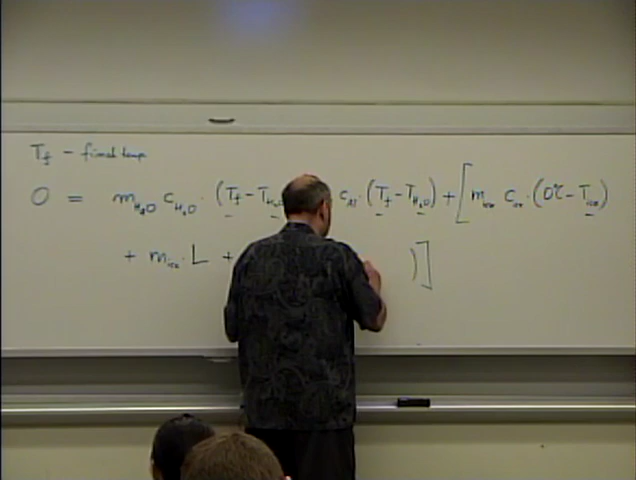 T_f - final temp
0 = m_H₂O c_H₂O · (T_f - T_H₂O c_Al · (T_f - T_H₂O) + [ m_ice c_ice · (0°C - T_ice)
+ m_ice · L + )]